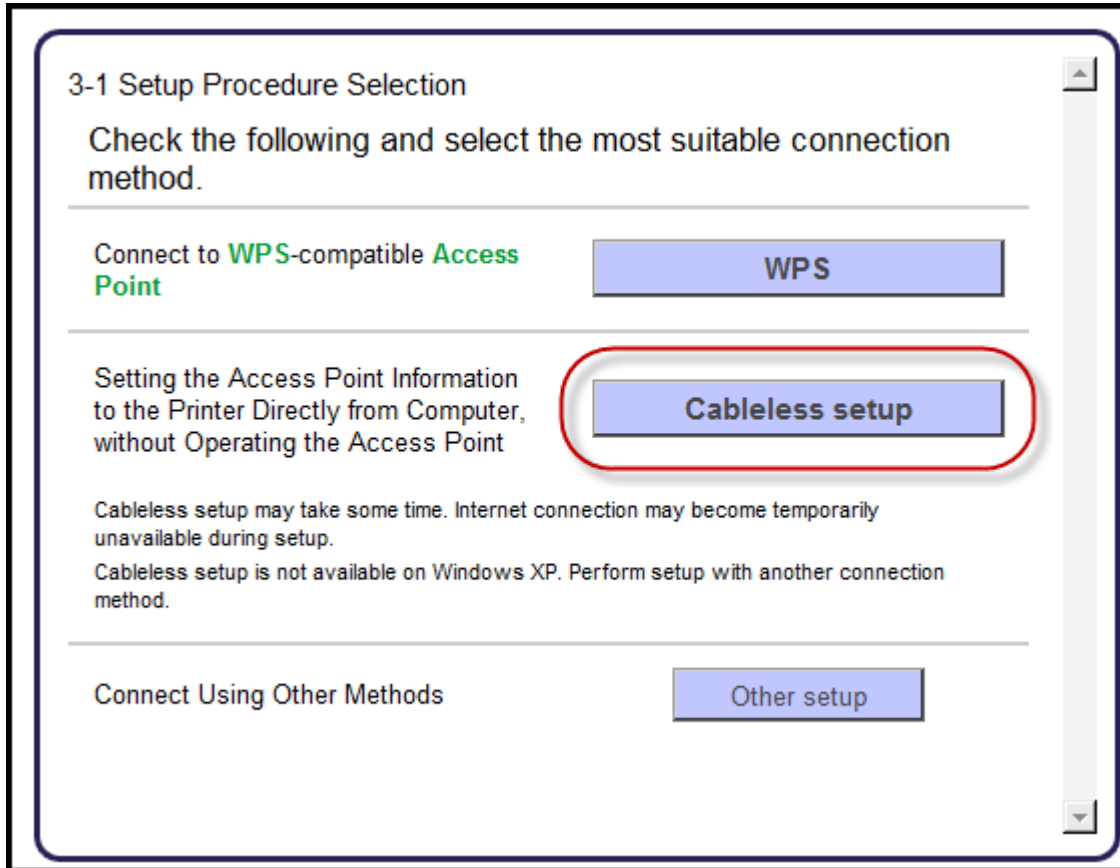 3-1 Setup Procedure Selection
Check the following and select the most suitable connection
method.
Connect to WPS-compatible Access
Point
WPS
Setting the Access Point Information
to the Printer Directly from Computer,
without Operating the Access Point
Cableless setup
Cableless setup may take some time. Internet connection may become temporarily
unavailable during setup.
Cableless setup is not available on Windows XP. Perform setup with another connection
method.
Connect Using Other Methods
Other setup